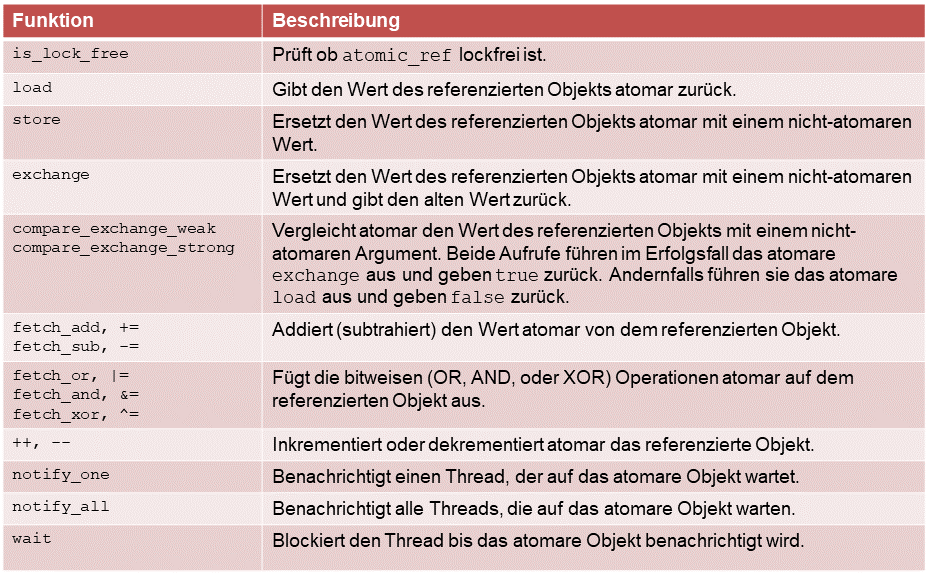 Funktion Beschreibung
is_lock_free Prüft ob atomic_ref lockfrei ist.
load Gibt den Wert des referenzierten Objekts atomar zurück.
store Ersetzt den Wert des referenzierten Objekts atomar mit einem nicht-atomaren
Wert.
exchange Ersetzt den Wert des referenzierten Objekts atomar mit einem nicht-atomaren
Wert und gibt den alten Wert zurück.
compare_exchange_weak Vergleicht atomar den Wert des referenzierten Objekts mit einem nicht-
compare_exchange_strong atomaren Argument. Beide Aufrufe führen im Erfolgsfall das atomare
exchange aus und geben true zurück. Andernfalls führen sie das atomare
load aus und geben false zurück.
fetch_add, += Addiert (subtrahiert) den Wert atomar von dem referenzierten Objekt.
fetch_sub, -=
fetch_or, |= Fügt die bitweisen (OR, AND, oder XOR) Operationen atomar auf dem
fetch_and, &= referenzierten Objekt aus.
fetch_xor, ^=
++, -- Inkrementiert oder dekrementiert atomar das referenzierte Objekt.
notify_one Benachrichtigt einen Thread, der auf das atomare Objekt wartet.
notify_all Benachrichtigt alle Threads, die auf das atomare Objekt warten.
wait Blockiert den Thread bis das atomare Objekt benachrichtigt wird.